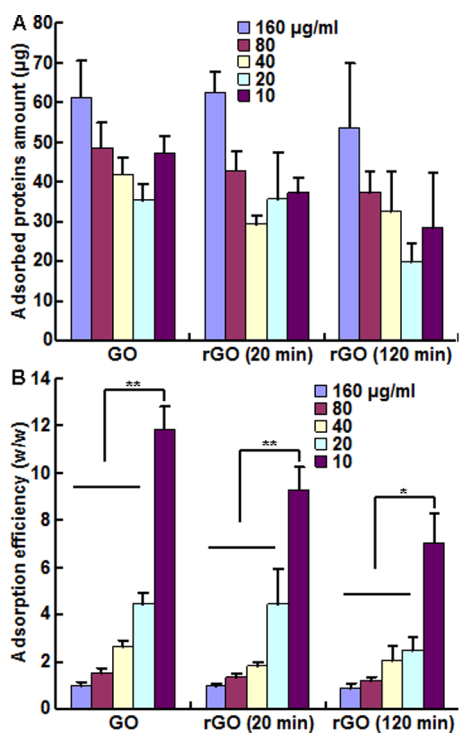 A
Adsorbed proteins amount (µg)
80
70
60
50
40
30
20
10
0
160 µg/ml
80
40
20
10
GO
rGO (20 min)
rGO (120 min)
B
Adsorption efficiency (w/w)
14
12
10
8
6
4
2
0
160 µg/ml
80
40
20
10
**
**
*
GO
rGO (20 min)
rGO (120 min)